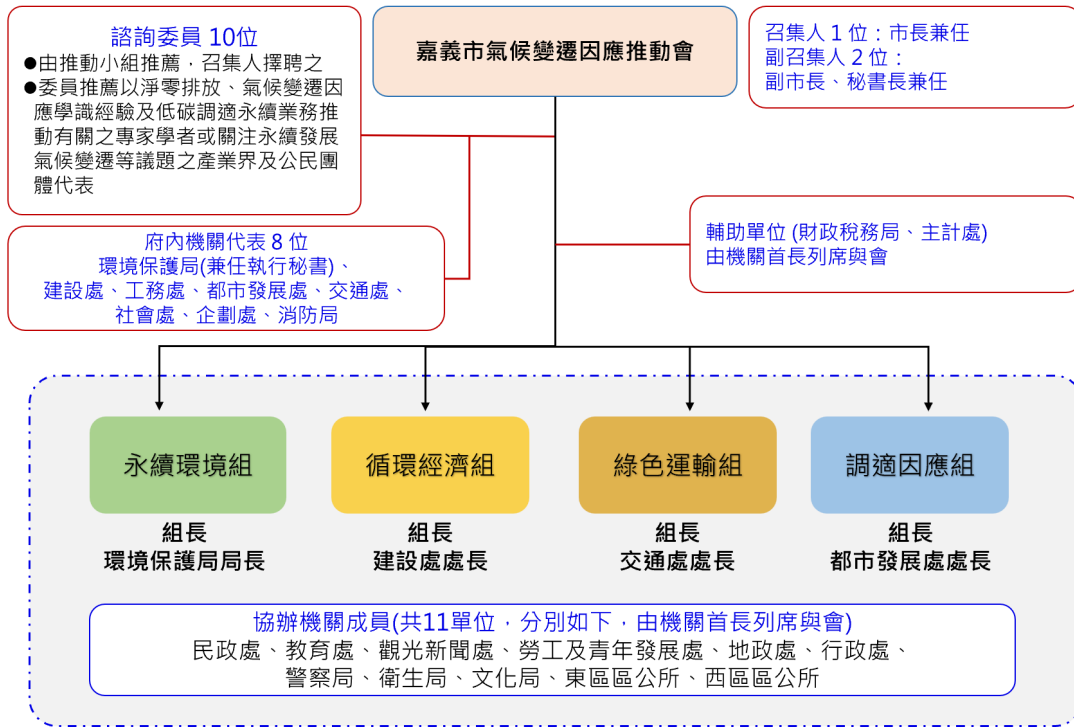 嘉義市氣候變遷因應推動會
諮詢委員 10位
●由推動小組推薦，召集人擇聘之
●委員推薦以淨零排放、氣候變遷因
應學識經驗及低碳調適永續業務推
動有關之專家學者或關注永續發展
氣候變遷等議題之產業界及公民團
體代表
召集人 1 位：市長兼任
副召集人 2 位：
副市長、秘書長兼任
府內機關代表 8 位
環境保護局(兼任執行秘書)、
建設處、工務處、都市發展處、交通處、
社會處、企劃處、消防局
輔助單位 (財政稅務局、主計處)
由機關首長列席與會
永續環境組
組長
環境保護局局長
循環經濟組
組長
建設處處長
綠色運輸組
組長
交通處處長
調適因應組
組長
都市發展處處長
協辦機關成員(共11單位，分別如下，由機關首長列席與會)
民政處、教育處、觀光新聞處、勞工及青年發展處、地政處、行政處、
警察局、衛生局、文化局、東區區公所、西區區公所